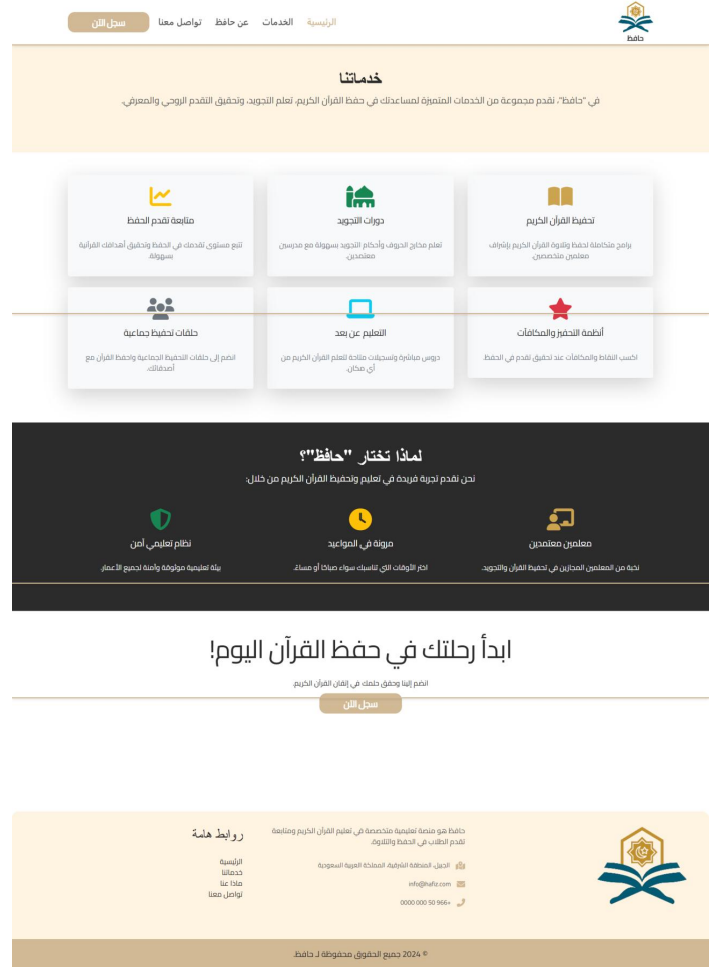 حافظ
الرئيسية
الخدمات
عن حافظ
تواصل معنا
سجل الآن
خدماتنا
في "حافظ"، نقدم مجموعة من الخدمات المتميزة لمساعدتك في حفظ القرآن الكريم، تعلم التجويد، وتحقيق التقدم الروحي والمعرفي.
تحفيظ القرآن الكريم
برامج متكاملة لحفظ وتلاوة القرآن الكريم بإشراف
معلمين متخصصين.
دورات التجويد
تعلم مخارج الحروف وأحكام التجويد بسهولة مع مدرسين
معتمدين.
متابعة تقدم الحفظ
تتبع مستوى تقدمك في الحفظ وتحقيق أهدافك القرآنية
بسهولة.
أنظمة التحفيز والمكافآت
اكسب النقاط والمكافآت عند تحقيق تقدم في الحفظ.
التعليم عن بعد
دروس مباشرة وتسجيلات متاحة لتعلم القرآن الكريم من
أي مكان.
حلقات تحفيظ جماعية
انضم إلى حلقات التحفيظ الجماعية واحفظ القرآن مع
أصدقائك.
لماذا تختار "حافظ"؟
نحن نقدم تجربة فريدة في تعليم وتحفيظ القرآن الكريم من خلال:
معلمين معتمدين
نخبة من المعلمين المجازين في تحفيظ القرآن والتجويد.
مرونة في المواعيد
اختر الأوقات التي تناسبك سواء صباحًا أو مساءً.
نظام تعليمي آمن
بيئة تعليمية موثوقة وآمنة لجميع الأعمار.
ابدأ رحلتك في حفظ القرآن اليوم!
انضم إلينا وحقق حلمك في إتقان القرآن الكريم.
سجل الآن
حافظ هو منصة تعليمية متخصصة في تعليم القرآن الكريم ومتابعة
تقدم الطلاب في الحفظ والتلاوة.
الجبيل، المنطقة الشرقية، المملكة العربية السعودية
info@hafiz.com
0000 000 50 966+
روابط هامة
الرئيسية
خدماتنا
ماذا عنا
تواصل معنا
© 2024 جميع الحقوق محفوظة لـ حافظ.